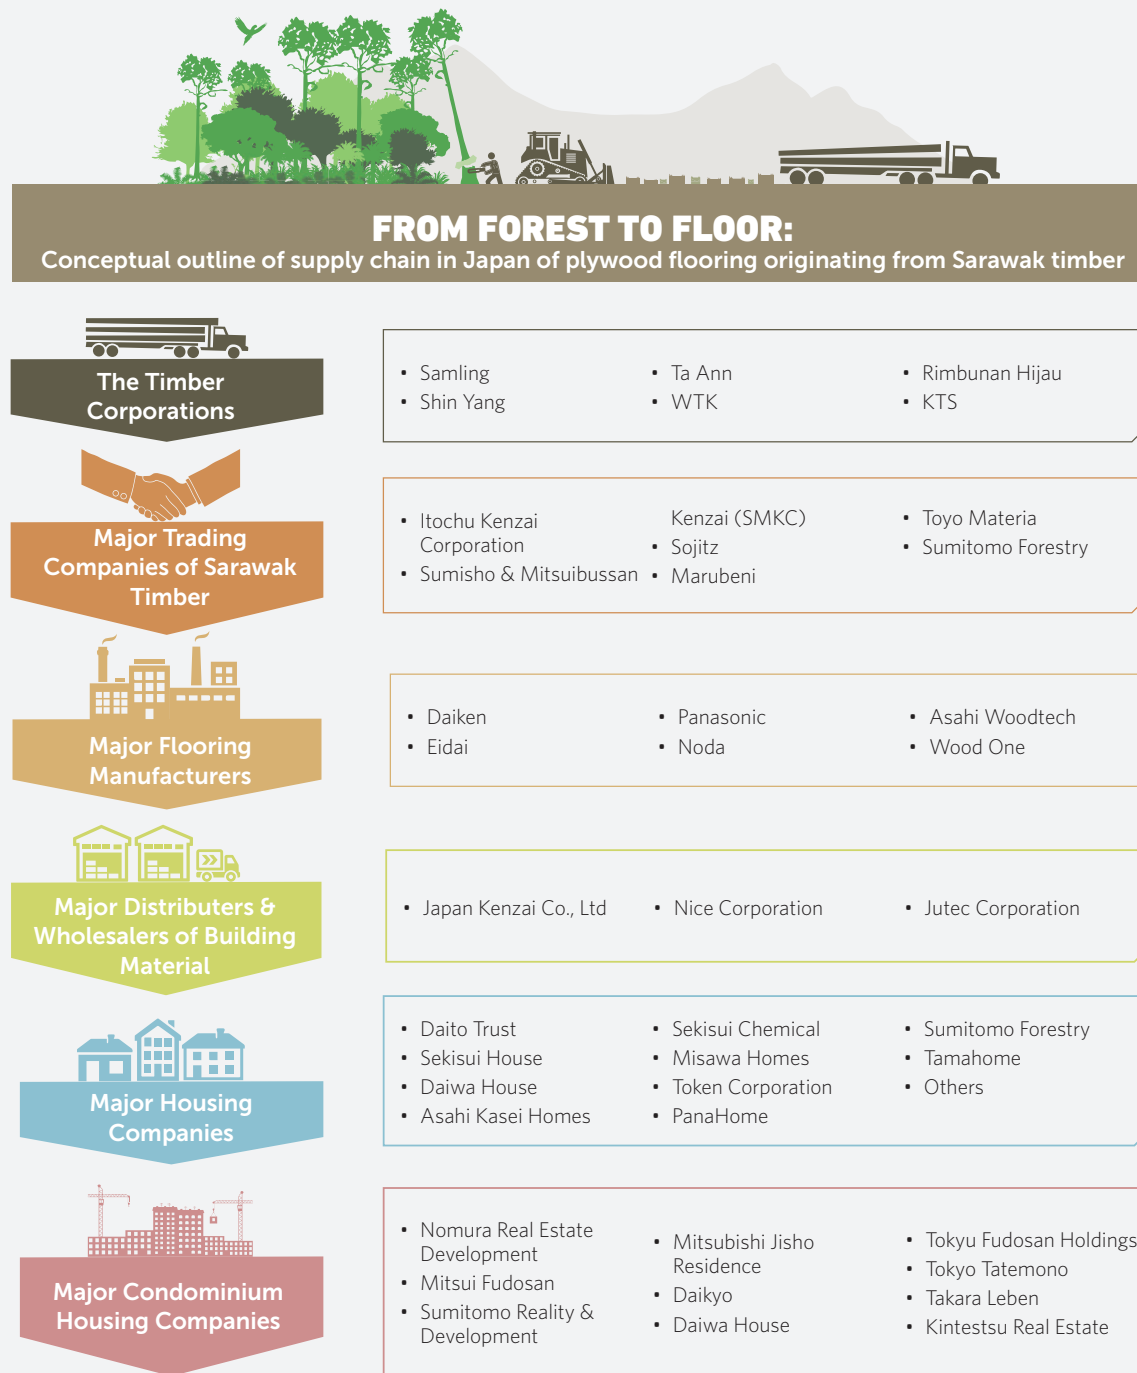 FROM FOREST TO FLOOR:
Conceptual outline of supply chain in Japan of plywood flooring originating from Sarawak timber
The Timber
Corporations
• Samling
• Shin Yang
• Ta Ann
• WTK
• Rimbunan Hijau
• KTS
Major Trading
Companies of Sarawak
Timber
• Itochu Kenzai
Corporation
• Sumisho & Mitsuibussan
Kenzai (SMKC)
• Sojitz
• Marubeni
• Toyo Materia
• Sumitomo Forestry
Major Flooring
Manufacturers
• Daiken
• Eidai
• Panasonic
• Noda
• Asahi Woodtech
• Wood One
Major Distributers &
Wholesalers of Building
Material
• Japan Kenzai Co., Ltd
• Nice Corporation
• Jutec Corporation
Major Housing
Companies
• Daito Trust
• Sekisui House
• Daiwa House
• Asahi Kasei Homes
• Sekisui Chemical
• Misawa Homes
• Token Corporation
• PanaHome
• Sumitomo Forestry
• Tamahome
• Others
Major Condominium
Housing Companies
• Nomura Real Estate
Development
• Mitsui Fudosan
• Sumitomo Reality &
Development
• Mitsubishi Jisho
Residence
• Daikyo
• Daiwa House
• Tokyu Fudosan Holdings
• Tokyo Tatemono
• Takara Leben
• Kintestsu Real Estate